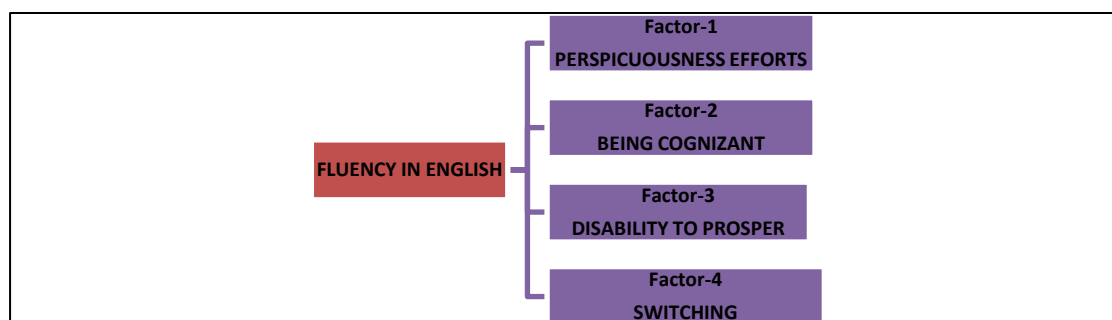 Factor-1
PERSPICUOUSNESS EFFORTS
Factor-2
BEING COGNIZANT
FLUENCY IN ENGLISH
Factor-3
DISABILITY TO PROSPER
Factor-4
SWITCHING